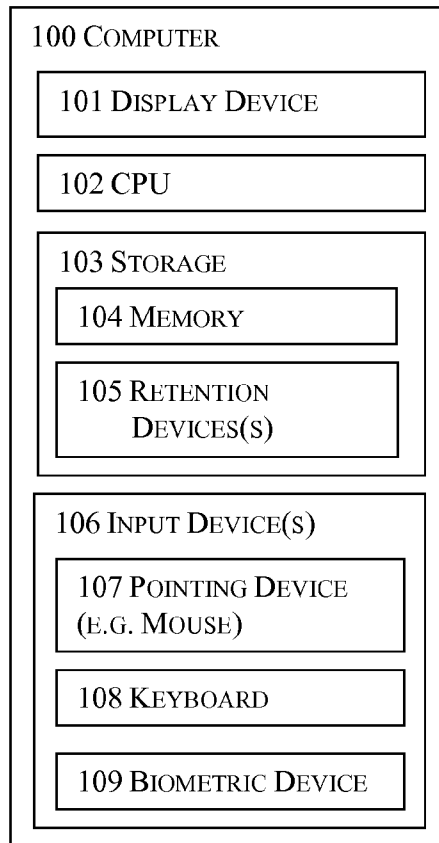 100 COMPUTER
101 DISPLAY DEVICE
102 CPU
103 STORAGE
104 MEMORY
105 RETENTION
DEVICES(S)
106 INPUT DEVICE(S)
107 POINTING DEVICE
(E.G. MOUSE)
108 KEYBOARD
109 BIOMETRIC DEVICE